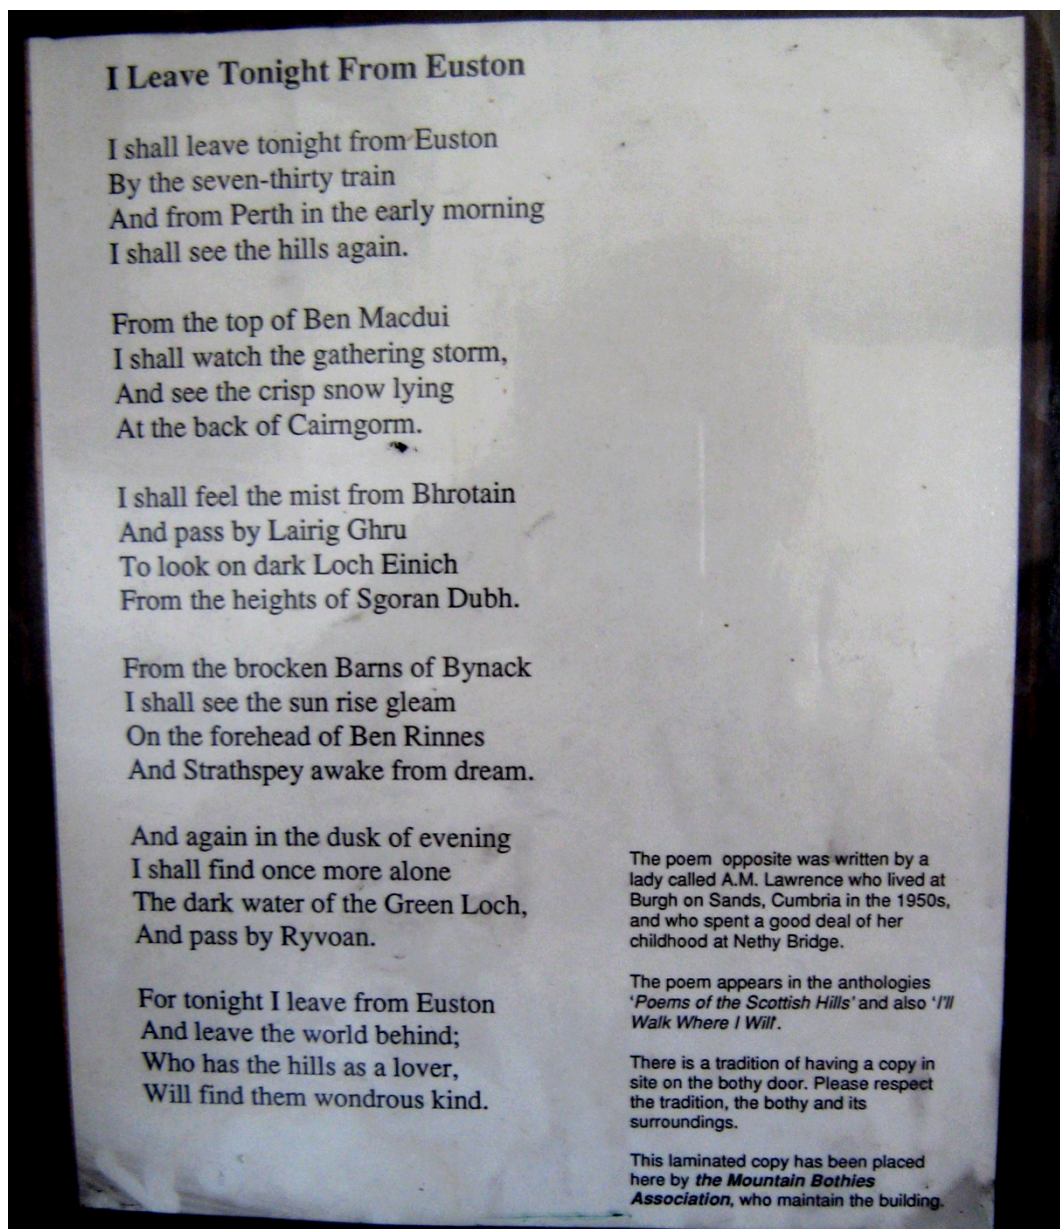 I Leave Tonight From Euston
I shall leave tonight from Euston
By the seven-thirty train
And from Perth in the early morning
I shall see the hills again.
From the top of Ben Macdui
I shall watch the gathering storm,
And see the crisp snow lying
At the back of Cairngorm.
I shall feel the mist from Bhrotain
And pass by Lairig Ghru
To look on dark Loch Einich
From the heights of Sgoran Dubh.
From the brocken Barns of Bynack
I shall see the sun rise gleam
On the forehead of Ben Rinnes
And Strathspey awake from dream.
And again in the dusk of evening
I shall find once more alone
The dark water of the Green Loch,
And pass by Ryvoan.
For tonight I leave from Euston
And leave the world behind;
Who has the hills as a lover,
Will find them wondrous kind.
The poem opposite was written by a
lady called A.M. Lawrence who lived at
Burgh on Sands, Cumbria in the 1950s,
and who spent a good deal of her
childhood at Nethy Bridge.
The poem appears in the anthologies
'Poems of the Scottish Hills' and also 'I'll
Walk Where I Will'.
There is a tradition of having a copy in
site on the bothy door. Please respect
the tradition, the bothy and its
surroundings.
This laminated copy has been placed
here by the Mountain Bothies
Association, who maintain the building.